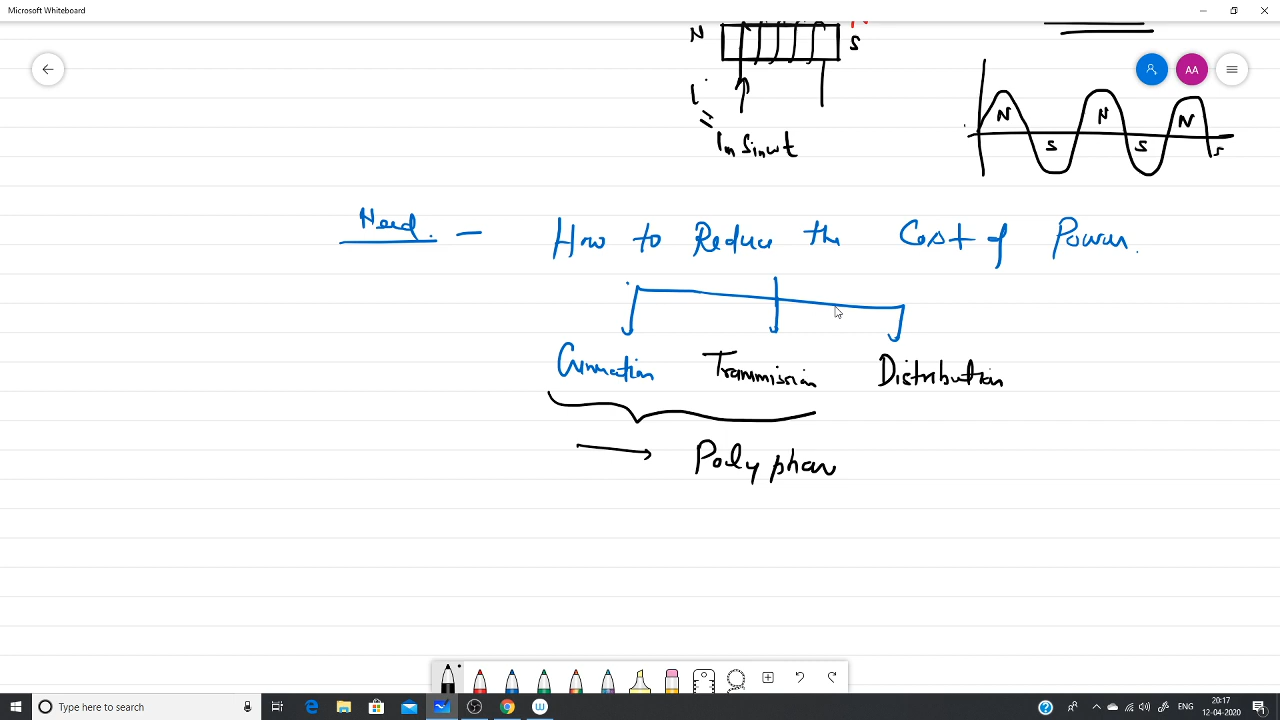 Microsoft Whiteboard
N
S
AA
i
= Im Sinwt
N
S
N
S
N
S
Need. - How to Reduce the Cost of Power.
Generation Transmission Distribution
→ Poly phase
Type here to search
ENG
20:17
12-04-2020